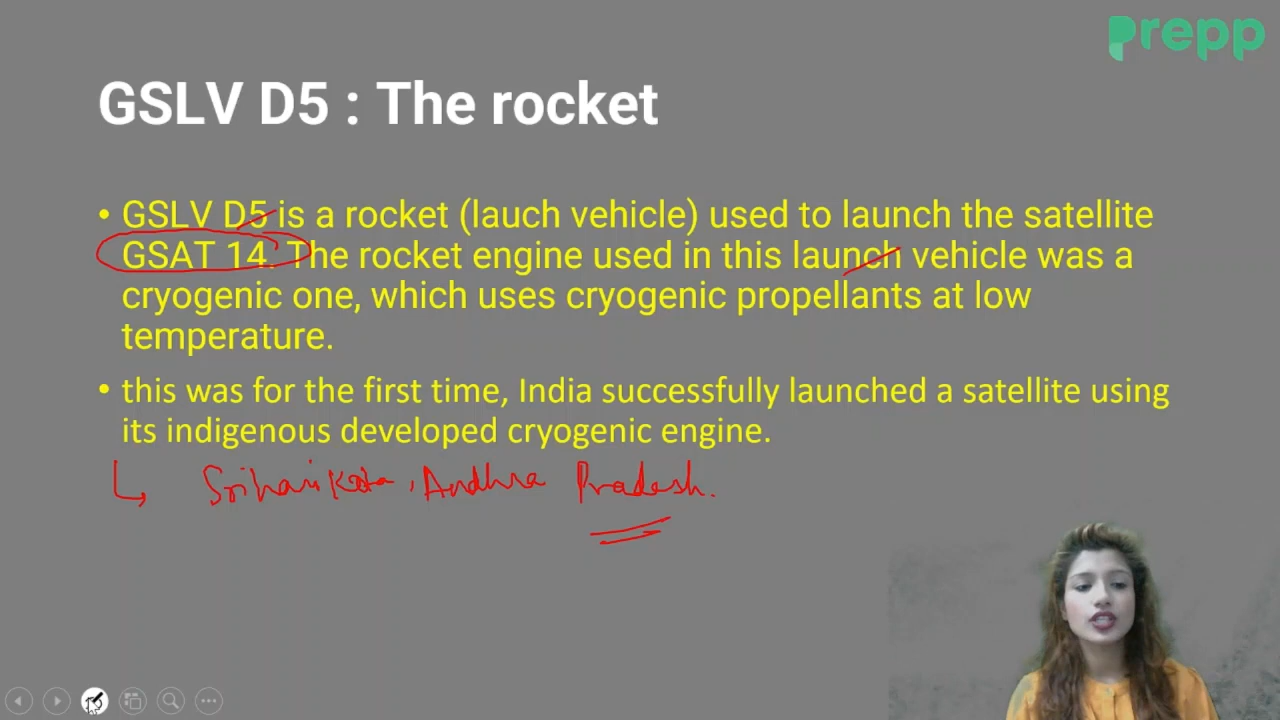 prepp
GSLV D5 : The rocket
• GSLV D5 is a rocket (lauch vehicle) used to launch the satellite
GSAT 14. The rocket engine used in this launch vehicle was a
cryogenic one, which uses cryogenic propellants at low
temperature.
• this was for the first time, India successfully launched a satellite using
its indigenous developed cryogenic engine.
Sriharikota, Andhra Pradesh.